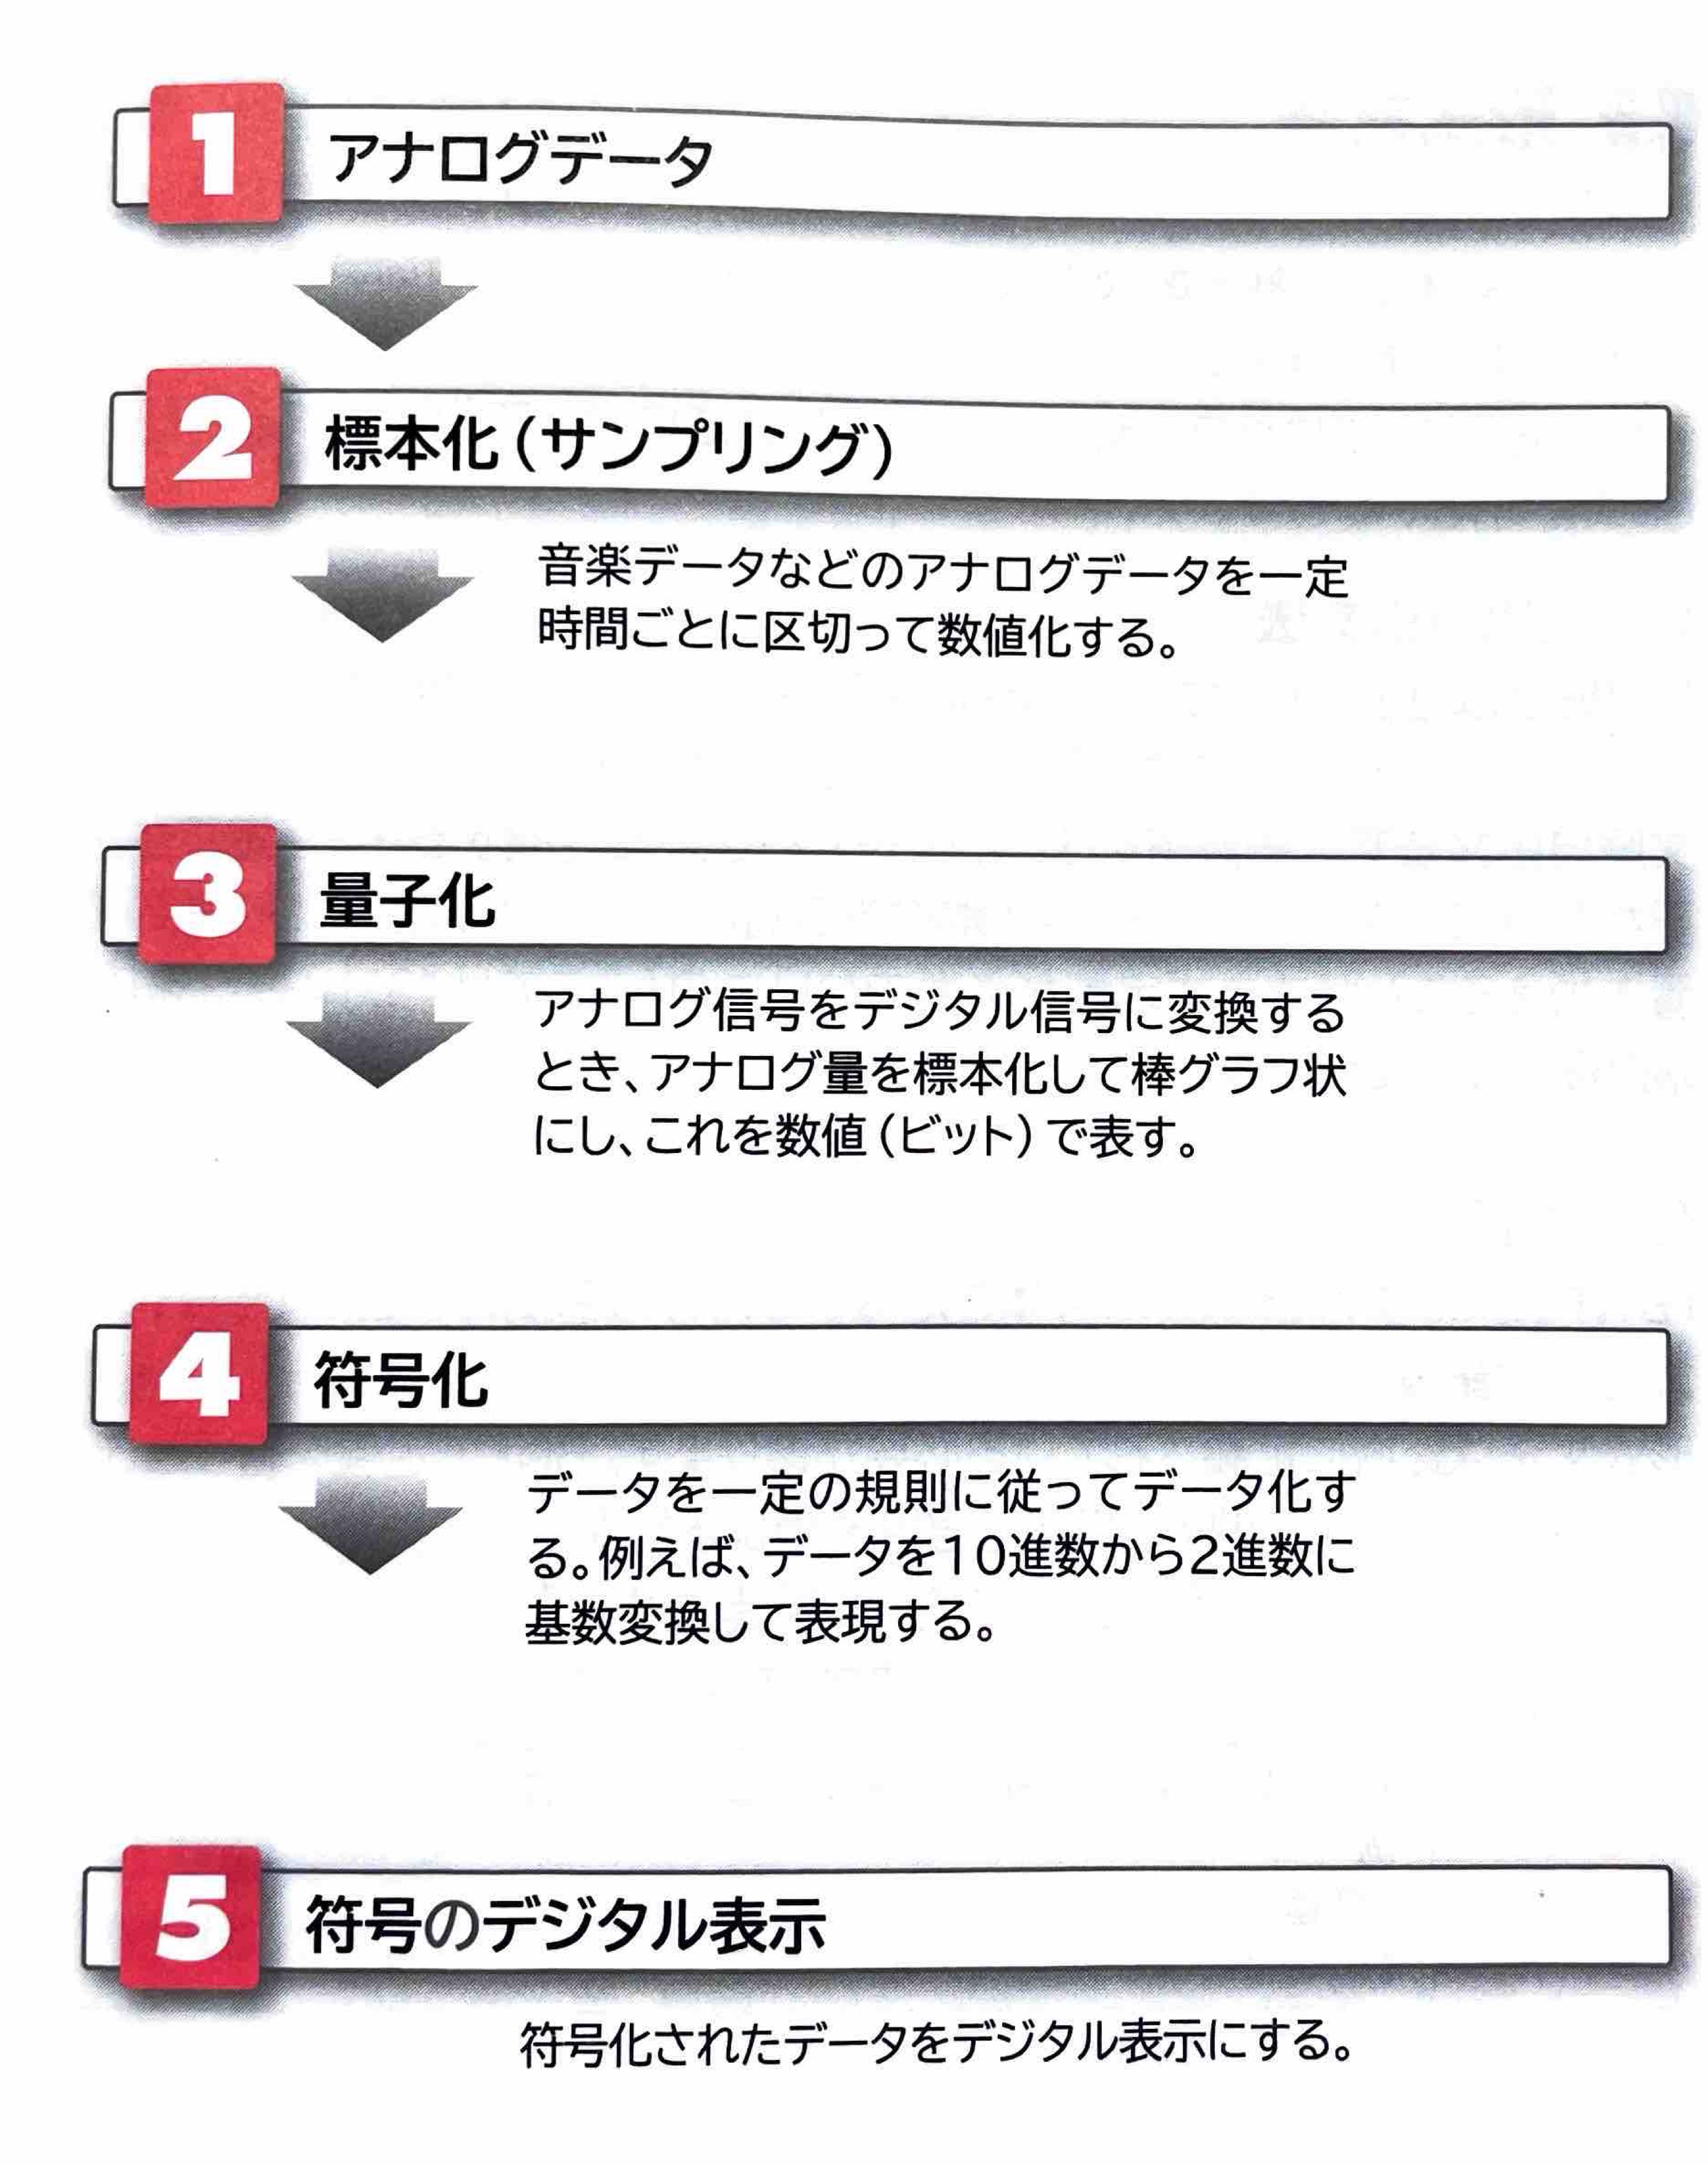 1 アナログデータ
2 標本化（サンプリング）
音楽データなどのアナログデータを一定
時間ごとに区切って数値化する。
3 量子化
アナログ信号をデジタル信号に変換する
とき、アナログ量を標本化して棒グラフ状
にし、これを数値（ビット）で表す。
4 符号化
データを一定の規則に従ってデータ化す
る。例えば、データを10進数から2進数に
基数変換して表現する。
5 符号のデジタル表示
符号化されたデータをデジタル表示にする。